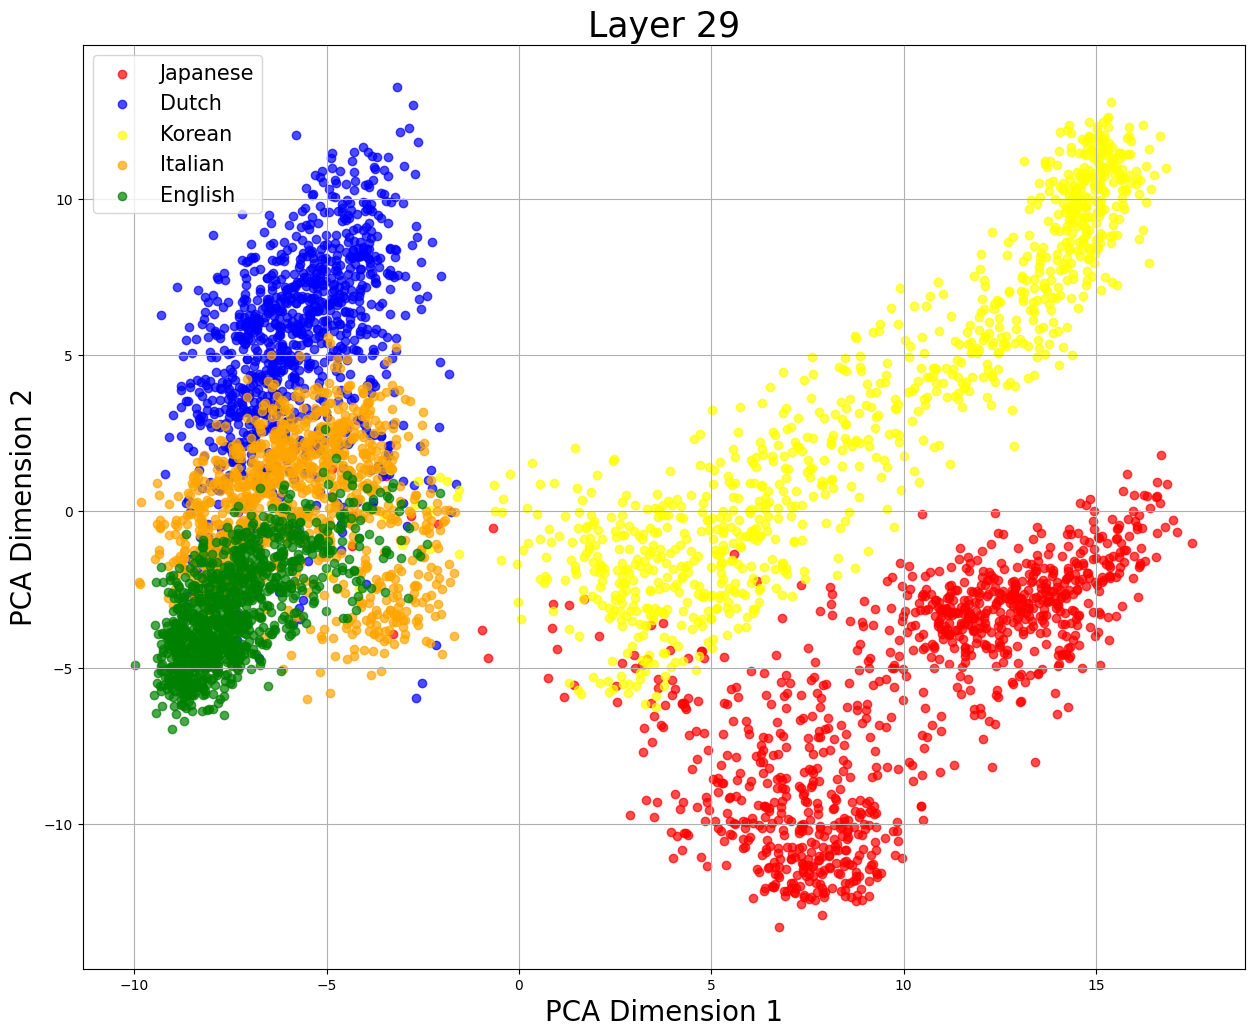 Layer 29
Japanese
Dutch
Korean
Italian
English
10
5
0
−5
−10
PCA Dimension 2
−10 −5 0 5 10 15
PCA Dimension 1